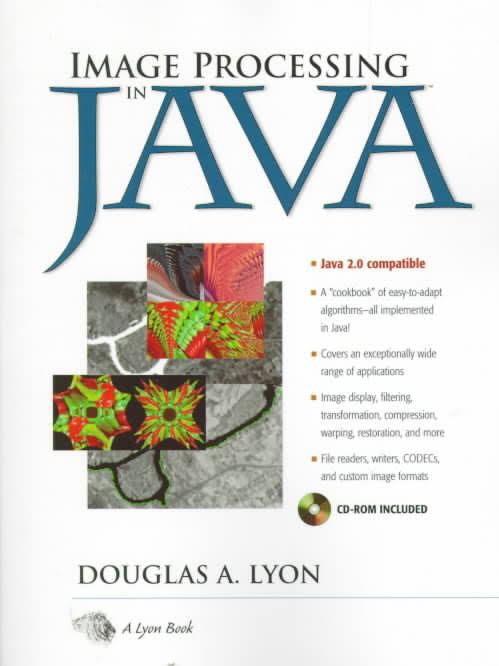 IMAGE PROCESSING
IN
JAVA™
Java 2.0 compatible
A "cookbook" of easy-to-adapt
algorithms–all implemented
in Java!
Covers an exceptionally wide
range of applications
Image display, filtering,
transformation, compression,
warping, restoration, and more
File readers, writers, CODECs,
and custom image formats
CD-ROM INCLUDED
DOUGLAS A. LYON
A Lyon Book